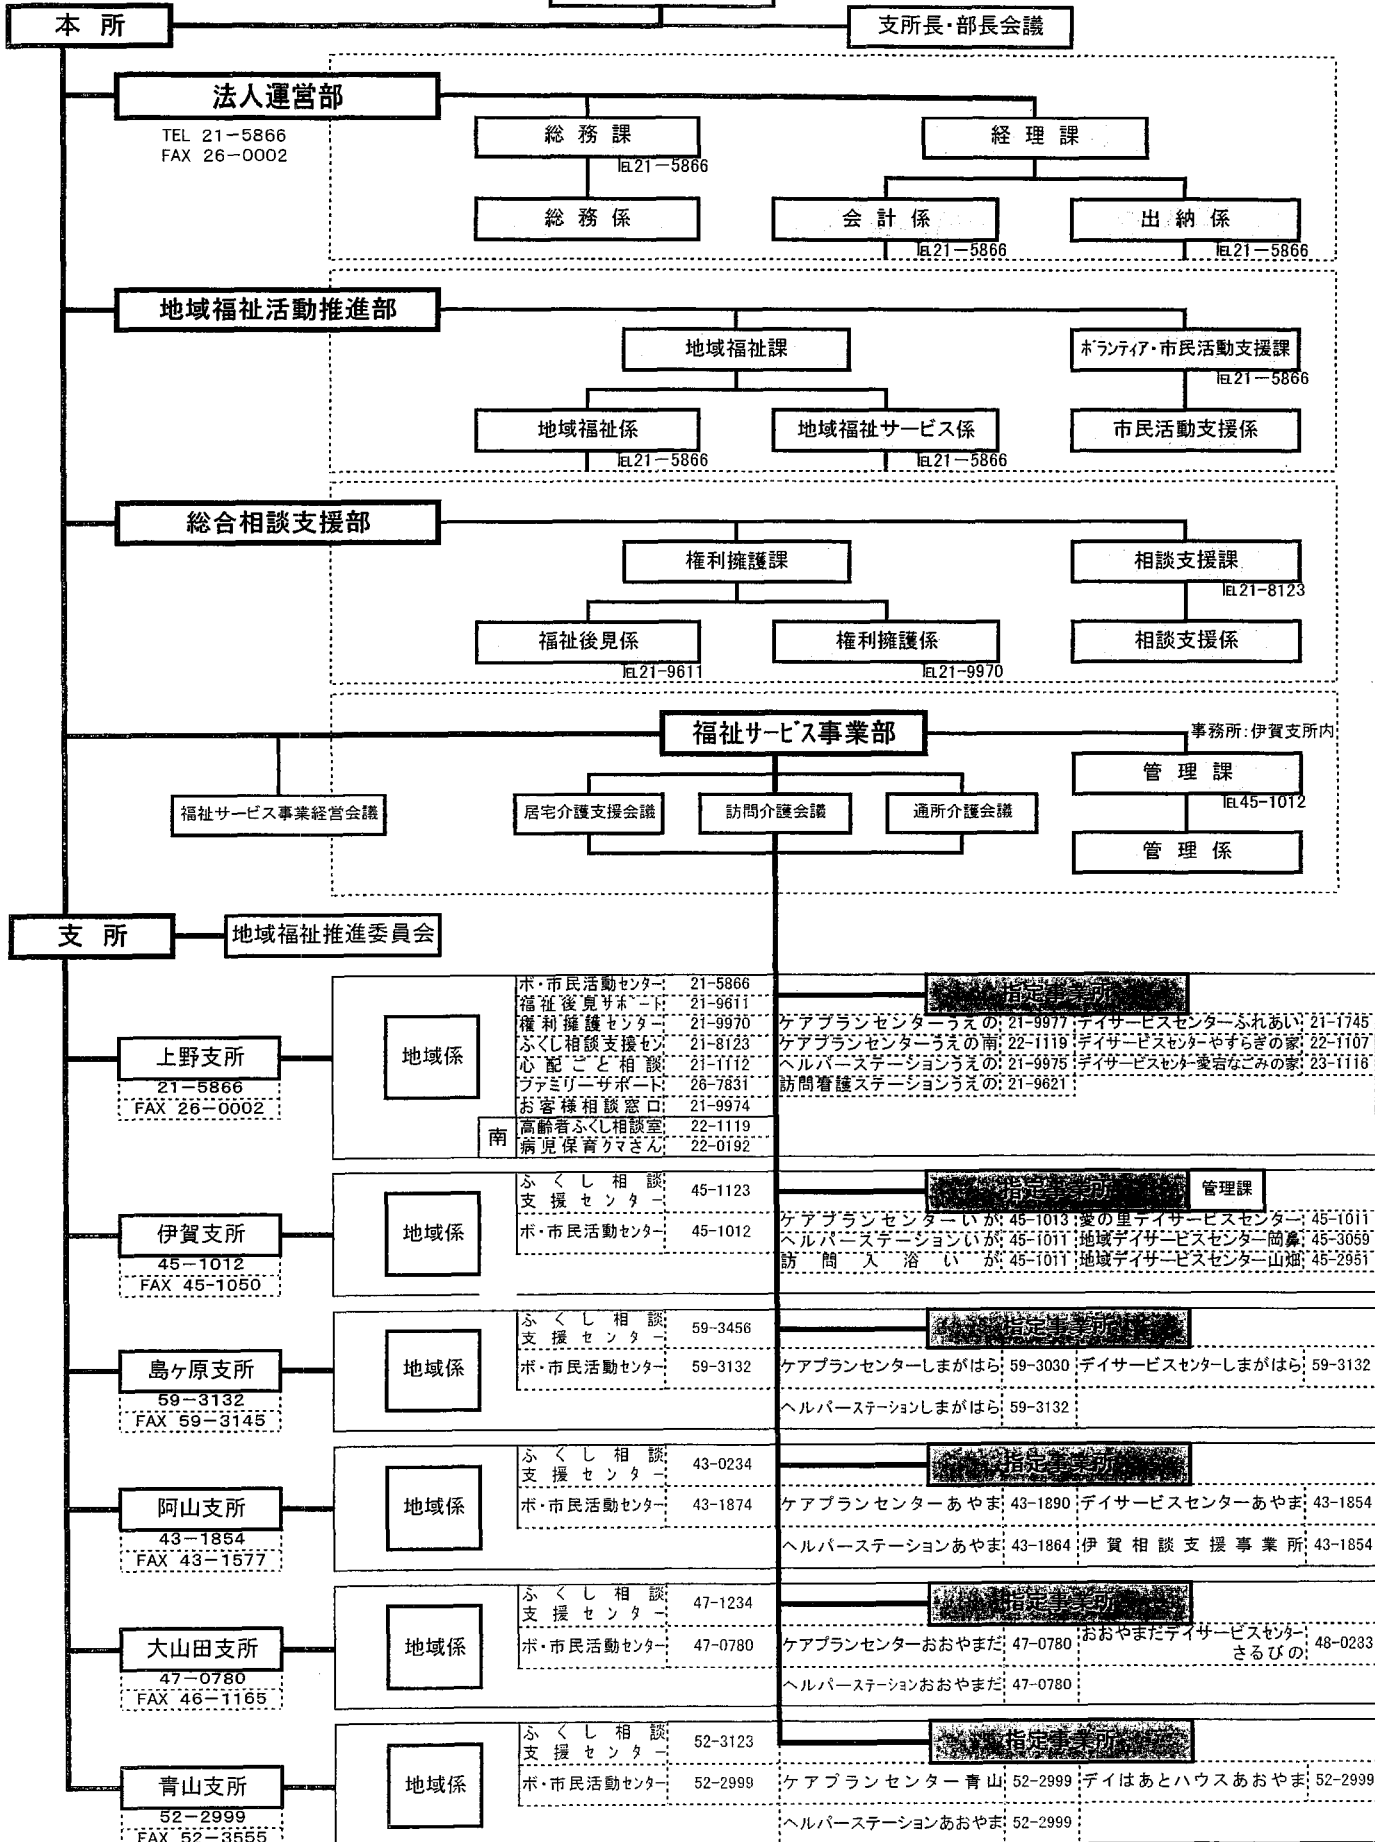 本所
支所長・部長会議
法人運営部
TEL 21-5866
FAX 26-0002
総務課
℡21-5866
経理課
総務係
会計係
℡21-5866
出納係
℡21-5866
地域福祉活動推進部
地域福祉課
ボランティア・市民活動支援課
℡21-5866
地域福祉係
℡21-5866
地域福祉サービス係
℡21-5866
市民活動支援係
総合相談支援部
権利擁護課
相談支援課
℡21-8123
福祉後見係
℡21-9611
権利擁護係
℡21-9970
相談支援係
福祉サービス事業部
事務所:伊賀支所内
管理課
℡45-1012
福祉サービス事業経営会議
居宅介護支援会議
訪問介護会議
通所介護会議
管理係
支所
地域福祉推進委員会
上野支所
21-5866
FAX 26-0002
地域係
ボ・市民活動センター 21-5866
福祉後見サポート 21-9611
権利擁護センター 21-9970
ふくし相談支援セン 21-8123
心配ごと相談 21-1112
ファミリーサポート 26-7831
お客様相談窓口 21-9974
南
高齢者ふくし相談室 22-1119
病児保育クマさん 22-0192
指定事業所
ケアプランセンターうえの 21-9977 デイサービスセンターふれあい 21-1745
ケアプランセンターうえの南 22-1119 デイサービスセンターやすらぎの家 22-1107
ヘルパーステーションうえの 21-9975 デイサービスセンター愛宕なごみの家 23-1116
訪問看護ステーションうえの 21-9621
伊賀支所
45-1012
FAX 45-1050
地域係
ふくし相談
支援センター 45-1123
ボ・市民活動センター 45-1012
指定事業所 管理課
ケアプランセンターいが 45-1013 愛の里デイサービスセンター 45-1011
ヘルパーステーションいが 45-1011 地域デイサービスセンター岡鼻 45-3059
訪問入浴いが 45-1011 地域デイサービスセンター山畑 45-2951
島ヶ原支所
59-3132
FAX 59-3145
地域係
ふくし相談
支援センター 59-3456
ボ・市民活動センター 59-3132
指定事業所
ケアプランセンターしまがはら 59-3030 デイサービスセンターしまがはら 59-3132
ヘルパーステーションしまがはら 59-3132
阿山支所
43-1854
FAX 43-1577
地域係
ふくし相談
支援センター 43-0234
ボ・市民活動センター 43-1874
指定事業所
ケアプランセンターあやま 43-1890 デイサービスセンターあやま 43-1854
ヘルパーステーションあやま 43-1864 伊賀相談支援事業所 43-1854
大山田支所
47-0780
FAX 46-1165
地域係
ふくし相談
支援センター 47-1234
ボ・市民活動センター 47-0780
指定事業所
ケアプランセンターおおやまだ 47-0780 おおやまだデイサービスセンター
さるびの 48-0233
ヘルパーステーションおおやまだ 47-0780
青山支所
52-2999
FAX 52-3555
地域係
ふくし相談
支援センター 52-3123
ボ・市民活動センター 52-2999
指定事業所
ケアプランセンター青山 52-2999 デイはあとハウスあおやま 52-2999
ヘルパーステーションあおやま 52-2999